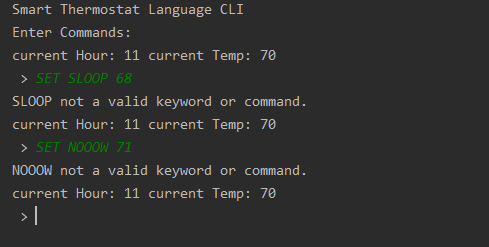 Smart Thermostat Language CLI
Enter Commands:
current Hour: 11 current Temp: 70
> SET SLOOP 68
SLOOP not a valid keyword or command.
current Hour: 11 current Temp: 70
> SET NOOOW 71
NOOOW not a valid keyword or command.
current Hour: 11 current Temp: 70
>